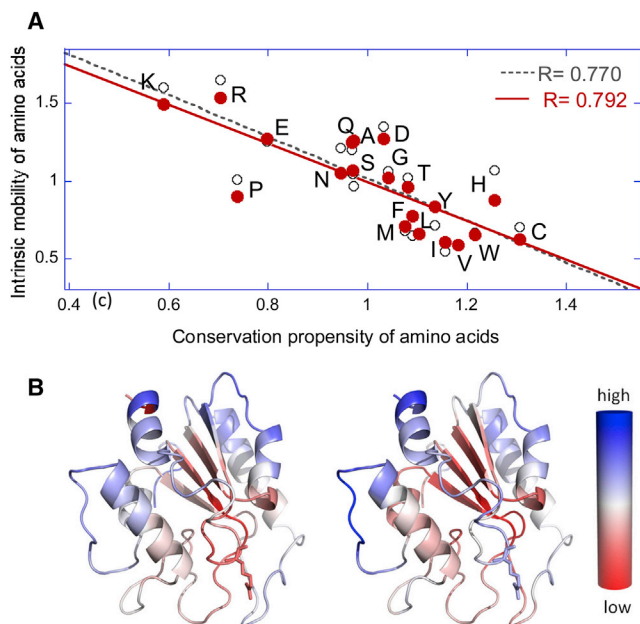 A
Intrinsic mobility of amino acids
1.5
1
0.5
K
R
E
P
Q
A
D
N
S
G
T
Y
H
F
L
M
I
V
W
C
R= 0.770
R= 0.792
(c)
0.4
0.6
0.8
1
1.2
1.4
Conservation propensity of amino acids
B
high
low